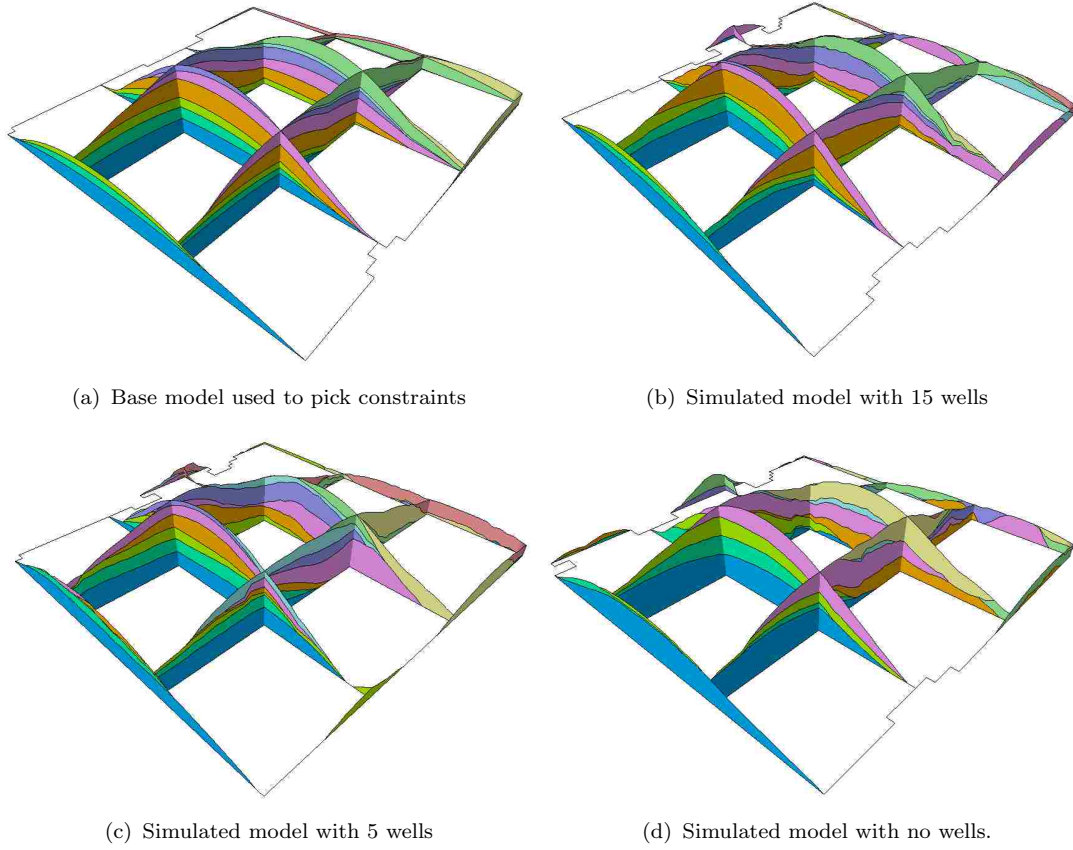 (a) Base model used to pick constraints
(b) Simulated model with 15 wells
(c) Simulated model with 5 wells
(d) Simulated model with no wells.